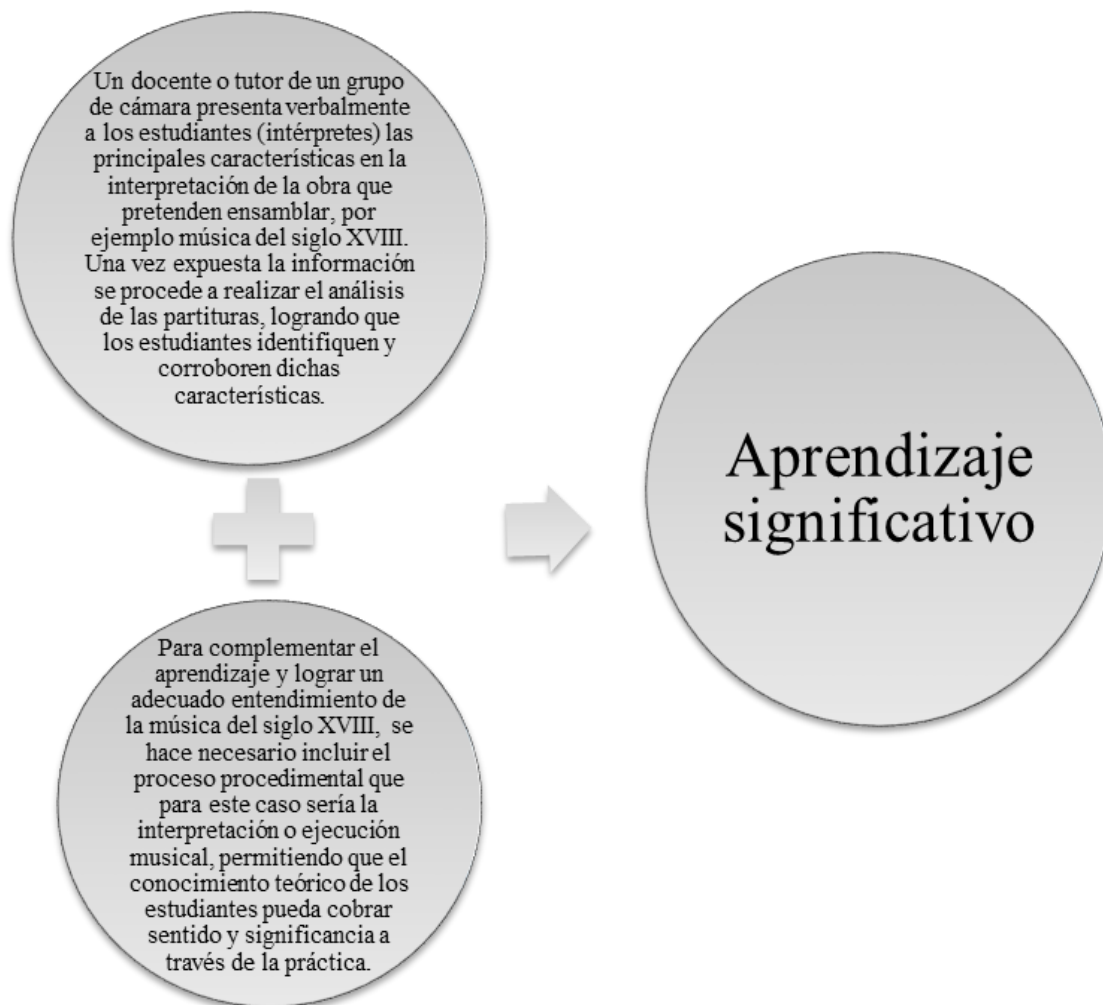 Un docente o tutor de un grupo
de cámara presenta verbalmente
a los estudiantes (intérpretes) las
principales características en la
interpretación de la obra que
pretenden ensamblar, por
ejemplo música del siglo XVIII.
Una vez expuesta la información
se procede a realizar el análisis
de las partituras, logrando que
los estudiantes identifiquen y
corroboren dichas
características.
Para complementar el
aprendizaje y lograr un
adecuado entendimiento de
la música del siglo XVIII, se
hace necesario incluir el
proceso procedimental que
para este caso sería la
interpretación o ejecución
musical, permitiendo que el
conocimiento teórico de los
estudiantes pueda cobrar
sentido y significancia a
través de la práctica.
Aprendizaje
significativo